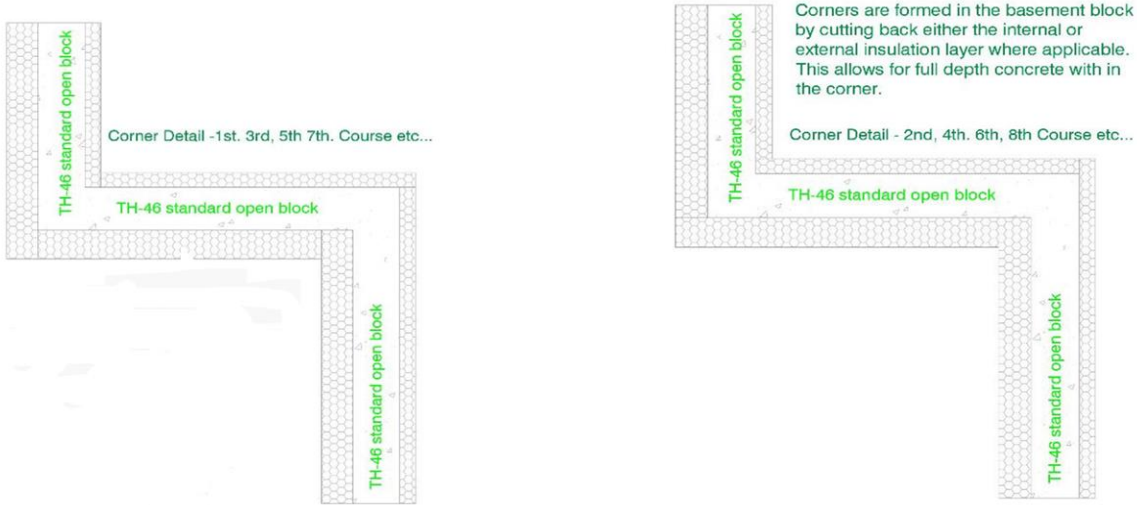 TH-46 standard open block
Corner Detail -1st. 3rd, 5th 7th. Course etc...
TH-46 standard open block
TH-46 standard open block
Corners are formed in the basement block
by cutting back either the internal or
external insulation layer where applicable.
This allows for full depth concrete with in
the corner.
TH-46 standard open block
Corner Detail - 2nd, 4th. 6th, 8th Course etc...
TH-46 standard open block
TH-46 standard open block